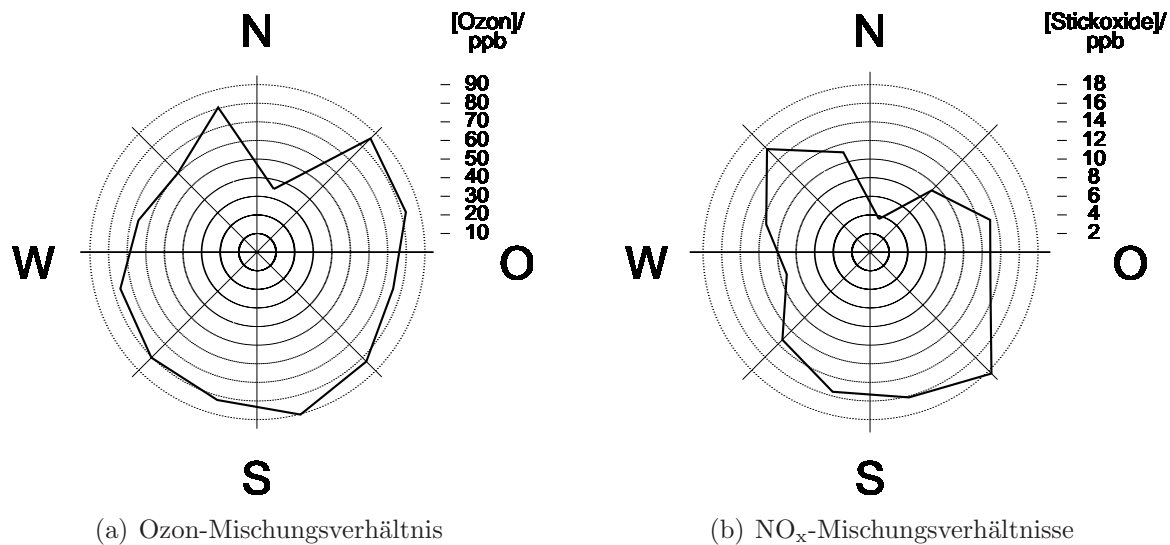 N
[Ozon]/
ppb
90
80
70
60
50
40
30
20
10
W
O
S
(a) Ozon-Mischungsverhältnis
N
[Stickoxide]/
ppb
18
16
14
12
10
8
6
4
2
W
O
S
(b) NOx-Mischungsverhältnisse